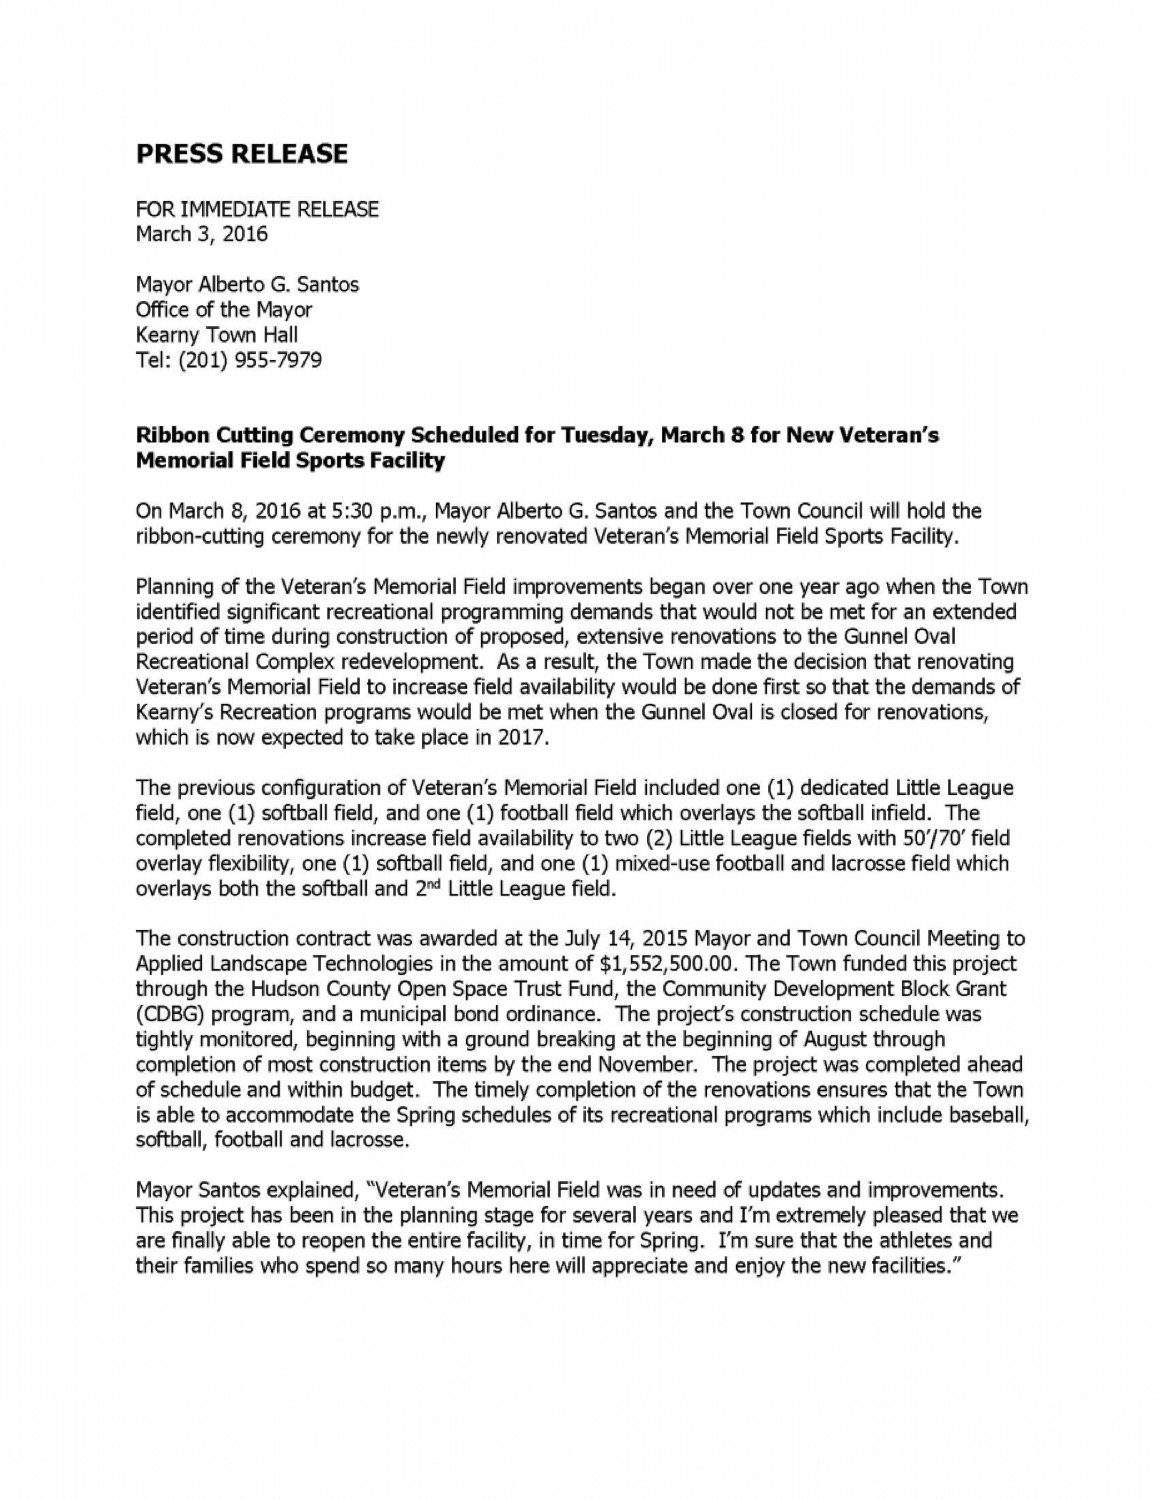 PRESS RELEASE
FOR IMMEDIATE RELEASE
March 3, 2016
Mayor Alberto G. Santos
Office of the Mayor
Kearny Town Hall
Tel: (201) 955-7979
Ribbon Cutting Ceremony Scheduled for Tuesday, March 8 for New Veteran's
Memorial Field Sports Facility
On March 8, 2016 at 5:30 p.m., Mayor Alberto G. Santos and the Town Council will hold the
ribbon-cutting ceremony for the newly renovated Veteran's Memorial Field Sports Facility.
Planning of the Veteran's Memorial Field improvements began over one year ago when the Town
identified significant recreational programming demands that would not be met for an extended
period of time during construction of proposed, extensive renovations to the Gunnel Oval
Recreational Complex redevelopment.  As a result, the Town made the decision that renovating
Veteran's Memorial Field to increase field availability would be done first so that the demands of
Kearny's Recreation programs would be met when the Gunnel Oval is closed for renovations,
which is now expected to take place in 2017.
The previous configuration of Veteran's Memorial Field included one (1) dedicated Little League
field, one (1) softball field, and one (1) football field which overlays the softball infield.  The
completed renovations increase field availability to two (2) Little League fields with 50'/70' field
overlay flexibility, one (1) softball field, and one (1) mixed-use football and lacrosse field which
overlays both the softball and 2nd Little League field.
The construction contract was awarded at the July 14, 2015 Mayor and Town Council Meeting to
Applied Landscape Technologies in the amount of $1,552,500.00. The Town funded this project
through the Hudson County Open Space Trust Fund, the Community Development Block Grant
(CDBG) program, and a municipal bond ordinance.  The project's construction schedule was
tightly monitored, beginning with a ground breaking at the beginning of August through
completion of most construction items by the end November.  The project was completed ahead
of schedule and within budget.  The timely completion of the renovations ensures that the Town
is able to accommodate the Spring schedules of its recreational programs which include baseball,
softball, football and lacrosse.
Mayor Santos explained, "Veteran's Memorial Field was in need of updates and improvements.
This project has been in the planning stage for several years and I'm extremely pleased that we
are finally able to reopen the entire facility, in time for Spring.  I'm sure that the athletes and
their families who spend so many hours here will appreciate and enjoy the new facilities."